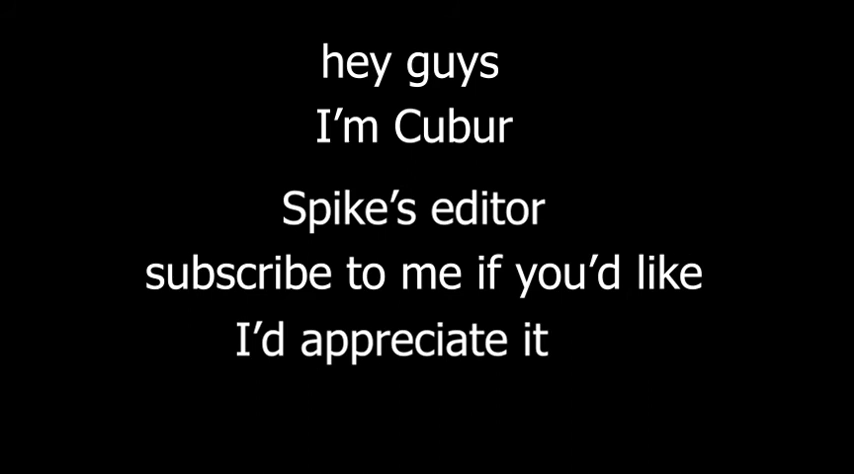 hey guys
I’m Cubur
Spike’s editor
subscribe to me if you’d like
I’d appreciate it